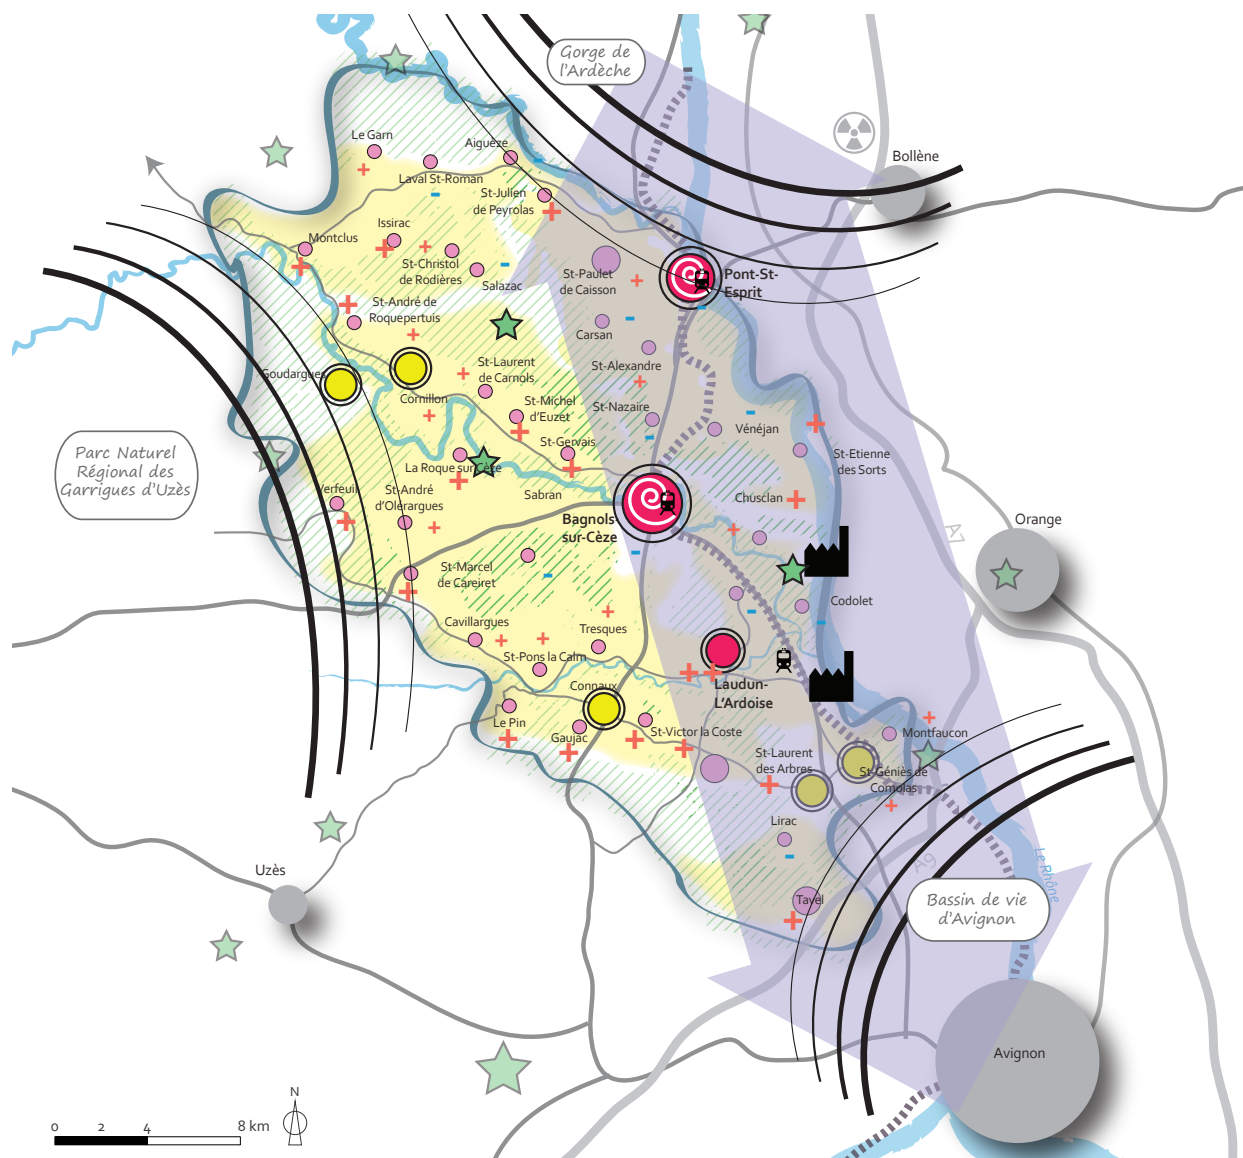 Gorge de
l'Ardèche
Bollène
Le Garn
Aiguèze
Laval St-Roman
St-Julien
de Peyrolas
Issirac
Montclus
St-Christol
de Rodières
Salazac
St-Paulet
de Caisson
Pont-St-
Esprit
St-André de
Roquepertuis
Carsan
St-Alexandre
Goudargues
Cornillon
St-Laurent
de Carnols
St-Michel
d'Euzet
St-Nazaire
Vénéjan
St-Gervais
St-Etienne
des Sorts
Parc Naturel
Régional des
Garrigues d'Uzès
La Roque sur Cèze
Verfeuil
St-André
d'Olérargues
Sabran
Chusclan
Bagnols-
sur-Cèze
A7
Orange
St-Marcel
de Careiret
Codolet
Cavillargues
Tresques
St-Pons la Calm
Connaux
Laudun-
L'Ardoise
Le Pin
Gaujac
St-Victor la Coste
Montfaucon
St-Laurent
des Arbres
St-Géniès de
Comolas
Lirac
A9
Le Rhône
Uzès
Tavel
Bassin de vie
d'Avignon
Avignon
N
0 2 4 8 km